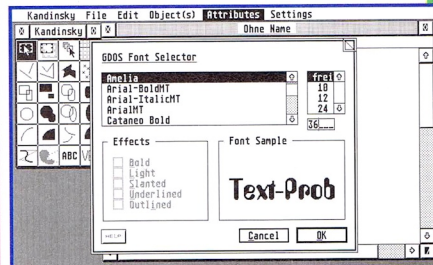 Kandinsky File Edit Object(s) Attributes Settings
Kandinsky
Ohne Name
GDOS Font Selector
Amelia
Arial-BoldMT
Arial-ItalicMT
ArialMT
Cataneo Bold
frei
10
12
24
36___
Effects
Bold
Light
Slanted
Underlined
Outlined
Font Sample
Text-Prob
ABC
HELP
Cancel
OK